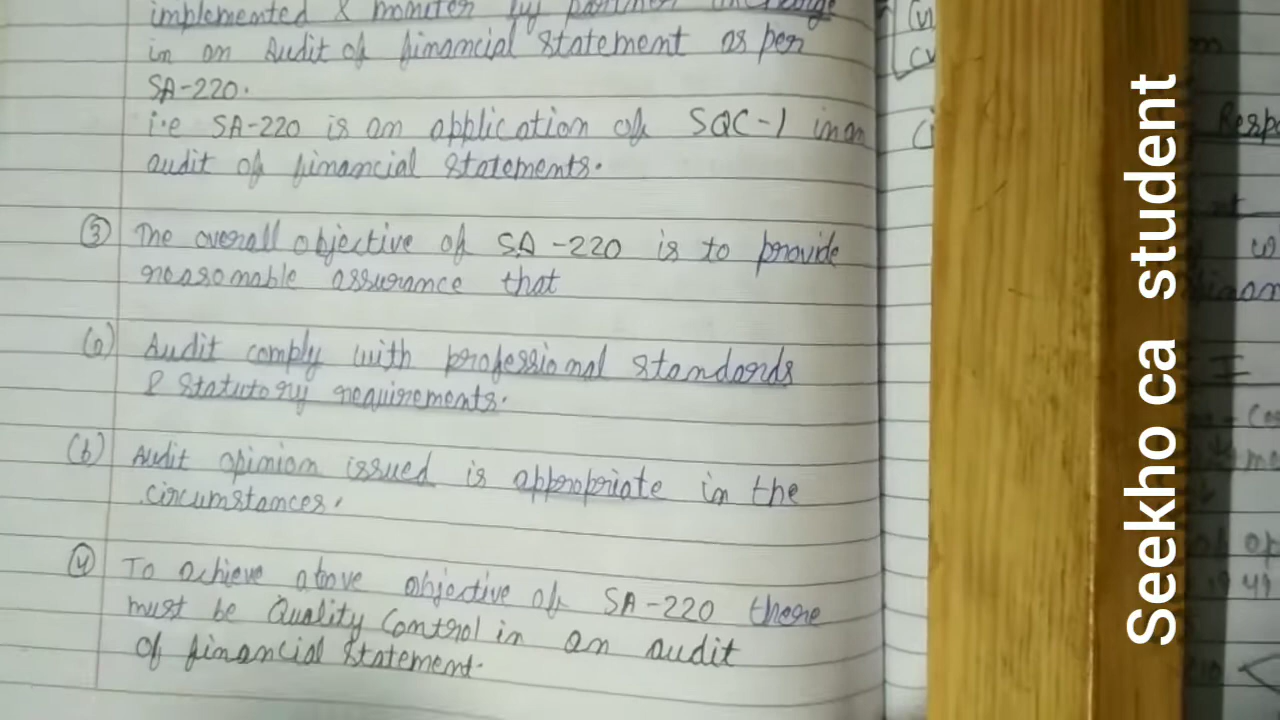 implemented & monitor by partner incharge
in an Audit of financial statement as per
SA-220.
i.e SA-220 is an application of SQC-1 in an
audit of financial statements.
③ The overall objective of SA-220 is to provide
reasonable assurance that
(a) Audit comply with professional standards
& statutory requirements.
(b) Audit opinion issued is appropriate in the
circumstances.
④ To achieve above objective of SA-220 there
must be Quality Control in an audit
of financial statement.
Seekho ca student